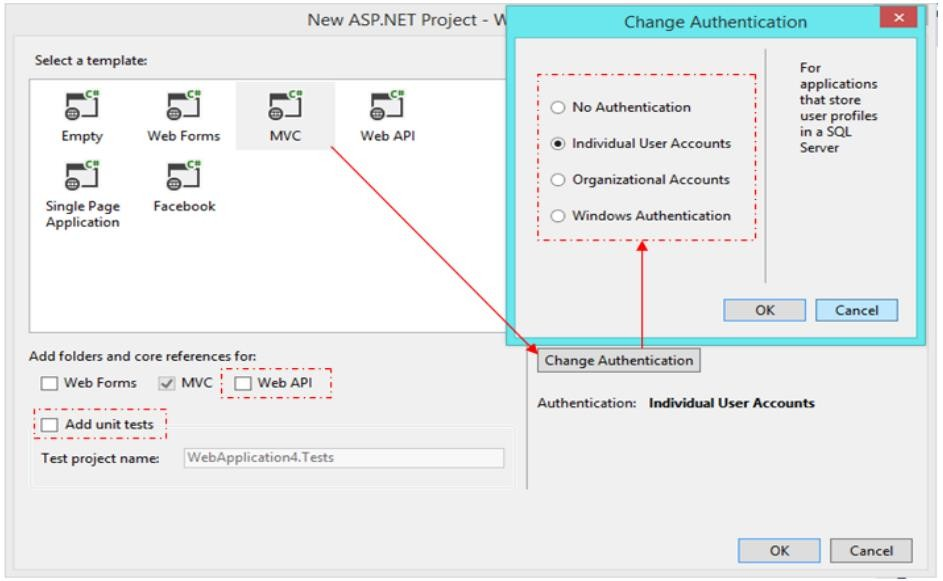 New ASP.NET Project - W
Change Authentication
Select a template:
C#
C#
C#
C#
Empty
Web Forms
MVC
Web API
C#
C#
Single Page
Application
Facebook
No Authentication
Individual User Accounts
Organizational Accounts
Windows Authentication
For
applications
that store
user profiles
in a SQL
Server
OK
Cancel
Add folders and core references for:
Web Forms
MVC
Web API
Add unit tests
Test project name:
WebApplication4.Tests
Change Authentication
Authentication: Individual User Accounts
OK
Cancel